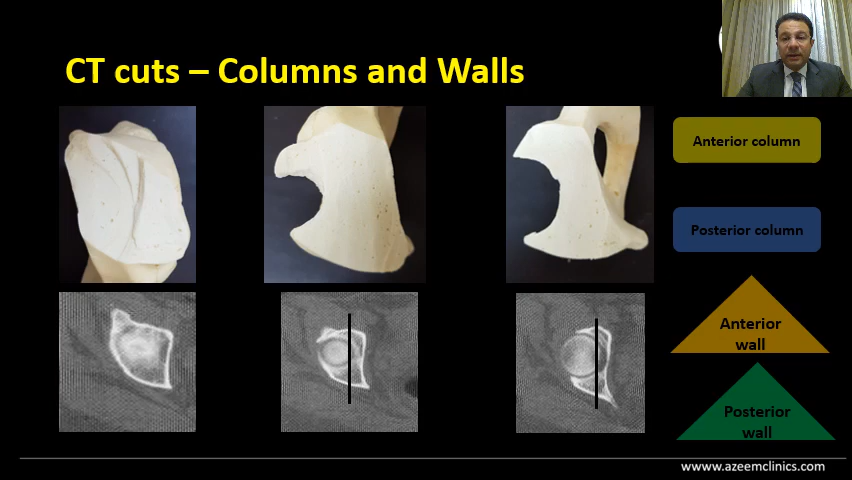 CT cuts – Columns and Walls
Anterior column
Posterior column
Anterior
wall
Posterior
wall
www.azeemclinics.com